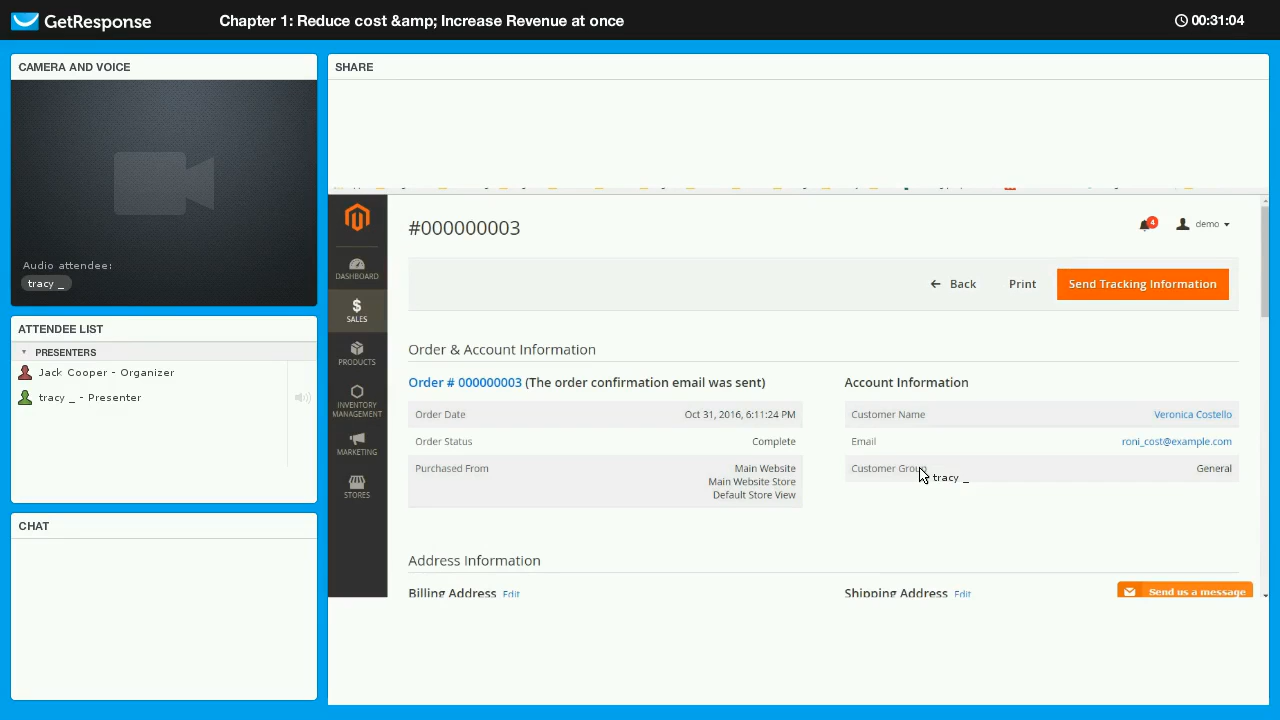 GetResponse
Chapter 1: Reduce cost &amp; Increase Revenue at once
00:31:04
CAMERA AND VOICE
Audio attendee:
tracy _
ATTENDEE LIST
PRESENTERS
Jack Cooper - Organizer
tracy _ - Presenter
CHAT
SHARE
DASHBOARD
$
SALES
PRODUCTS
INVENTORY
MANAGEMENT
MARKETING
STORES
#000000003
4
demo
Back
Print
Send Tracking Information
Order & Account Information
Order # 000000003 (The order confirmation email was sent)
Order Date Oct 31, 2016, 6:11:24 PM
Order Status Complete
Purchased From Main Website
Main Website Store
Default Store View
Account Information
Customer Name Veronica Costello
Email roni_cost@example.com
Customer Group General
tracy _
Address Information
Billing Address Edit
Shipping Address Edit
Send us a message